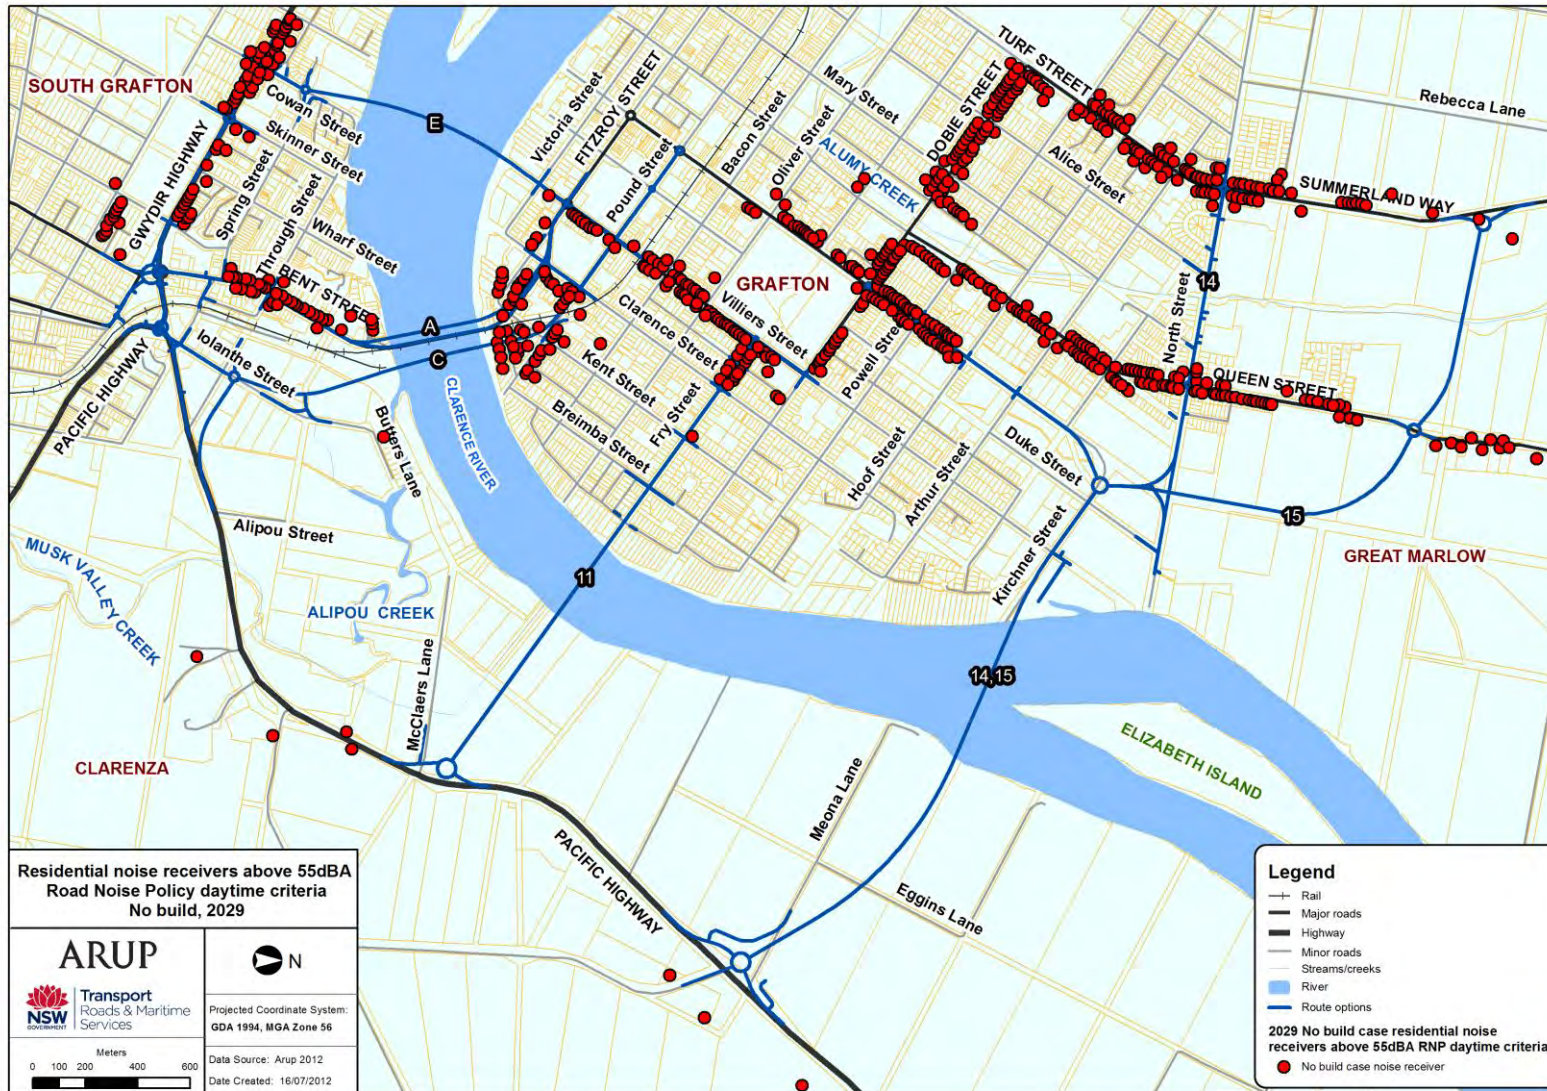 TURF STREET
Rebecca Lane
SOUTH GRAFTON
Cowan Street
Skinner Street
GWYDIR HIGHWAY
Spring Street
Through Street
Wharf Street
BENT STREE
E
Victoria Street
FITZROY STREET
Pound Street
Bacon Street
Oliver Street
Mary Street
ALUMY CREEK
DOBIE STREET
Alice Street
SUMMERLAND WAY
14
North Street
GRAFTON
A
C
Villiers Street
Clarence Street
Kent Street
Fry Street
Breimba Street
Powell Street
QUEEN STREET
Iolanthe Street
PACIFIC HIGHWAY
Butters Lane
CLARENCE RIVER
Hoof Street
Arthur Street
Duke Street
Kirchner Street
15
GREAT MARLOW
Alipou Street
MUSK VALLEY CREEK
ALIPOU CREEK
11
McClaers Lane
14,15
CLARENZA
ELIZABETH ISLAND
Meona Lane
PACIFIC HIGHWAY
Eggins Lane
Residential noise receivers above 55dBA
Road Noise Policy daytime criteria
No build, 2029
ARUP
N
NSW
GOVERNMENT
Transport
Roads & Maritime
Services
Projected Coordinate System:
GDA 1994, MGA Zone 56
Meters
0 100 200 400 600
Data Source: Arup 2012
Date Created: 16/07/2012
Legend
Rail
Major roads
Highway
Minor roads
Streams/creeks
River
Route options
2029 No build case residential noise
receivers above 55dBA RNP daytime criteria
No build case noise receiver